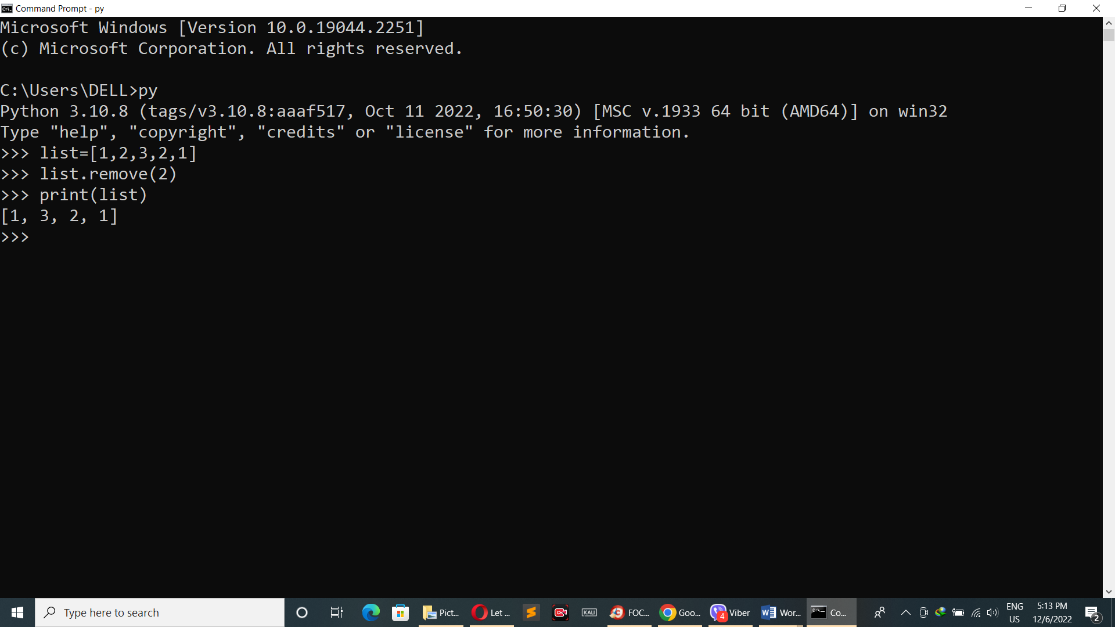 Command Prompt - py
Microsoft Windows [Version 10.0.19044.2251]
(c) Microsoft Corporation. All rights reserved.
C:\Users\DELL>py
Python 3.10.8 (tags/v3.10.8:aaaf517, Oct 11 2022, 16:50:30) [MSC v.1933 64 bit (AMD64)] on win32
Type "help", "copyright", "credits" or "license" for more information.
>>> list=[1,2,3,2,1]
>>> list.remove(2)
>>> print(list)
[1, 3, 2, 1]
>>>
Type here to search
KALI
Pict...
Let ...
FOC...
Goo...
4
Viber
Wor...
Co...
ENG
US
5:13 PM
12/6/2022
2